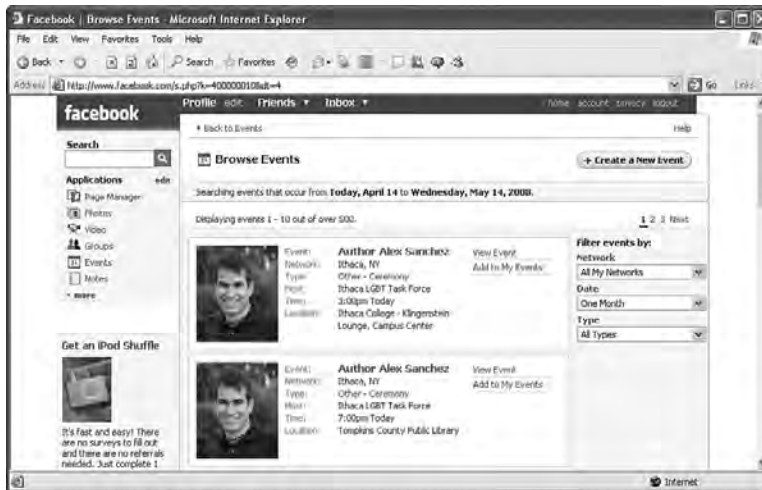 Facebook | Browse Events - Microsoft Internet Explorer
File Edit View Favorites Tools Help
Back Search Favorites
Address http://www.facebook.com/s.php?k=400000010&dt=4 Go Links
facebook Profile edit Friends Inbox home account privacy logout
Back to Events Help
Search
Browse Events + Create a New Event
Applications edit
Searching events that occur from Today, April 14 to Wednesday, May 14, 2008.
Page Manager
Photos
Video
Groups
Events
Notes
more
Displaying events 1 - 10 out of over 500. 1 2 3 Next
Event: Author Alex Sanchez
Network: Ithaca, NY
Type: Other - Ceremony
Host: Ithaca LGBT Task Force
Time: 3:00pm Today
Location: Ithaca College - Klingenstein
Lounge, Campus Center
View Event
Add to My Events
Filter events by:
Network
All My Networks
Date
One Month
Type
All Types
Get an iPod Shuffle
It's fast and easy! There
are no surveys to fill out
and there are no referrals
needed. Just complete 1
Event: Author Alex Sanchez
Network: Ithaca, NY
Type: Other - Ceremony
Host: Ithaca LGBT Task Force
Time: 7:00pm Today
Location: Tompkins County Public Library
View Event
Add to My Events
Internet